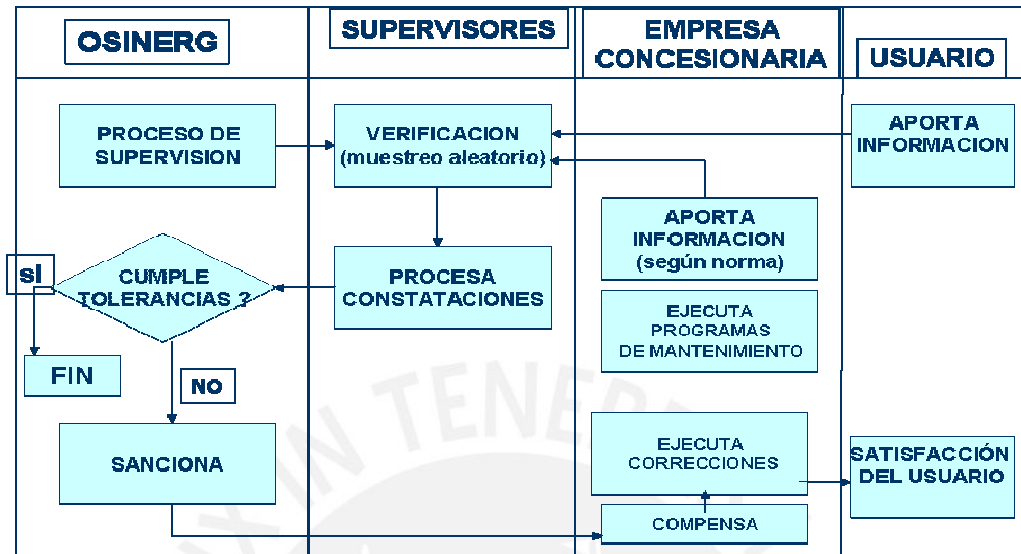 OSINERG
SUPERVISORES
EMPRESA
CONCESIONARIA
USUARIO
PROCESO DE
SUPERVISION
VERIFICACION
(muestreo aleatorio)
APORTA
INFORMACION
APORTA
INFORMACION
(según norma)
SI
CUMPLE
TOLERANCIAS ?
PROCESA
CONSTATACIONES
EJECUTA
PROGRAMAS
DE MANTENIMIENTO
FIN
NO
SANCIONA
EJECUTA
CORRECCIONES
SATISFACCIÓN
DEL USUARIO
COMPENSA